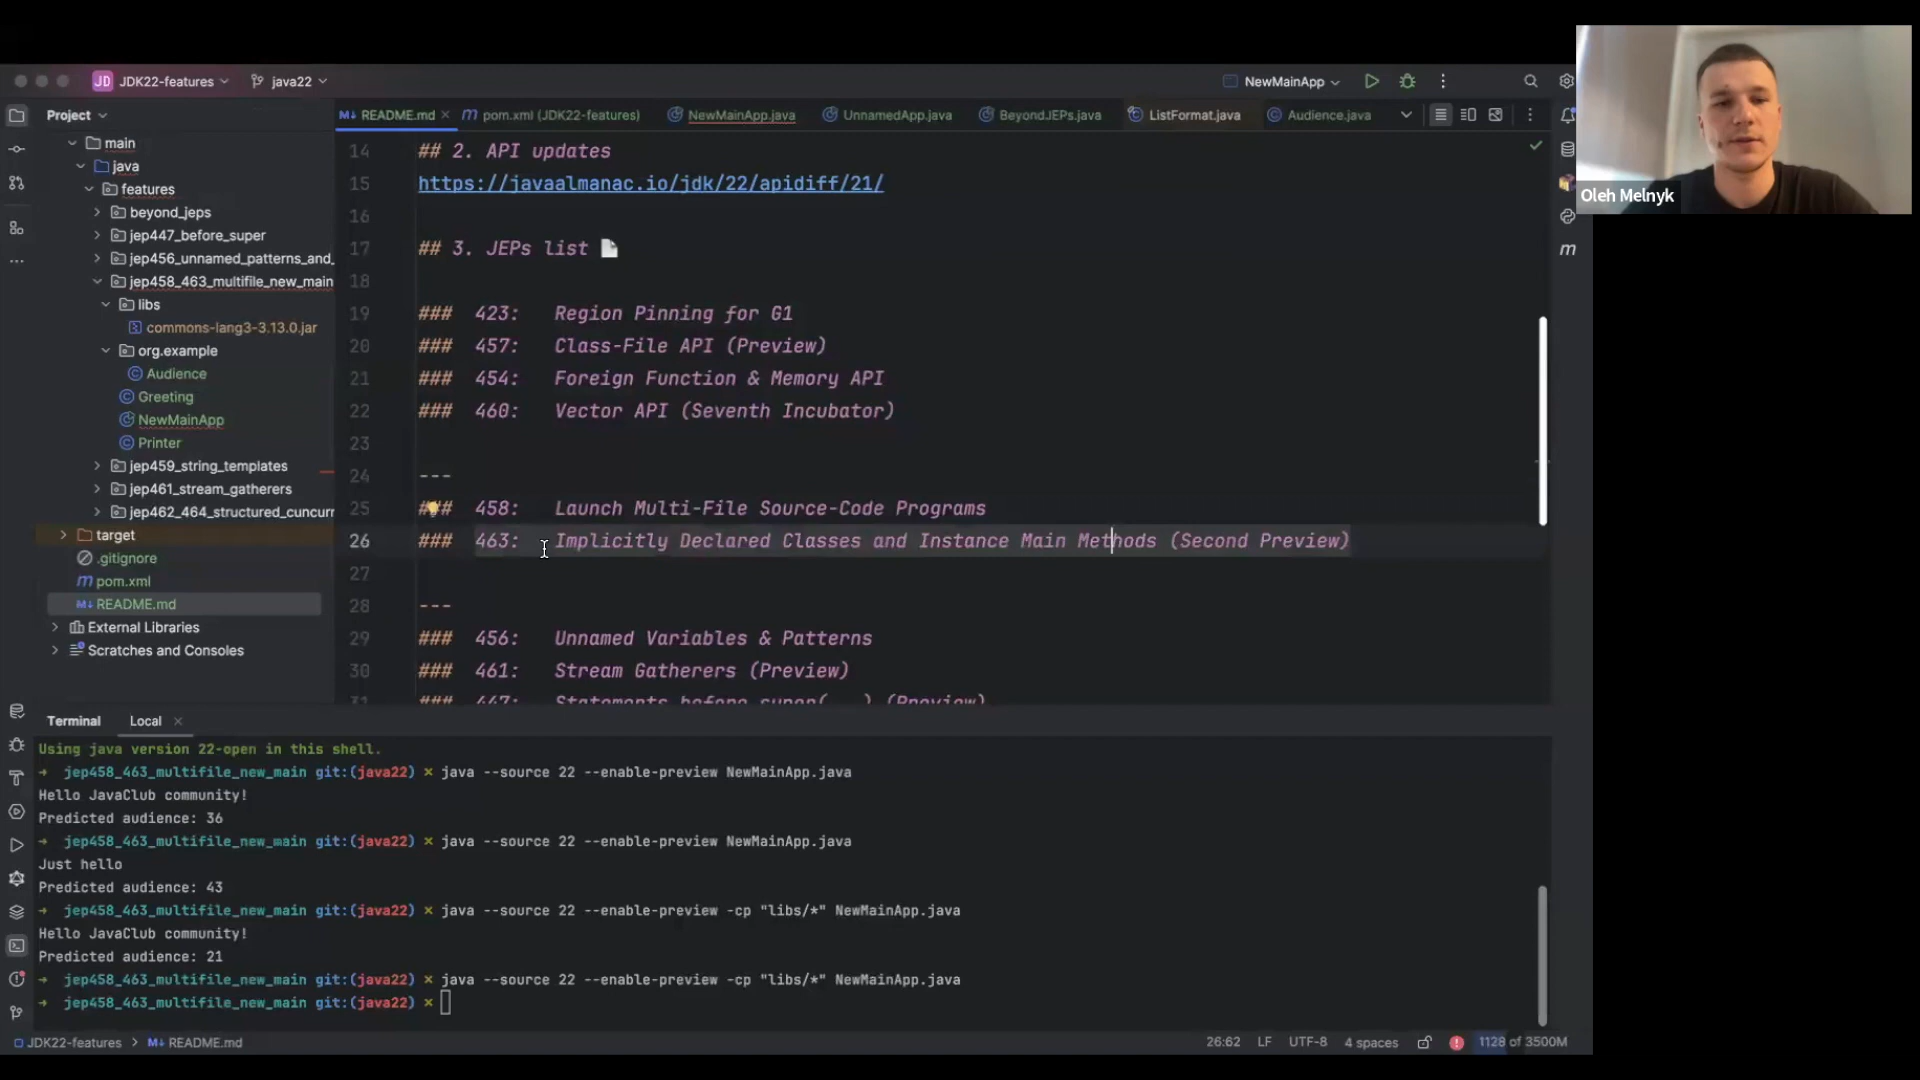 JD JDK22-features java22 NewMainApp
Project README.md pom.xml (JDK22-features) NewMainApp.java UnnamedApp.java BeyondJEPs.java ListFormat.java Audience.java
main
java
features
beyond_jeps
jep447_before_super
jep456_unnamed_patterns_and_
jep458_463_multifile_new_main
libs
commons-lang3-3.13.0.jar
org.example
Audience
Greeting
NewMainApp
Printer
jep459_string_templates
jep461_stream_gatherers
jep462_464_structured_cuncurr
target
.gitignore
pom.xml
README.md
External Libraries
Scratches and Consoles
14 ## 2. API updates
15 https://javaalmanac.io/jdk/22/apidiff/21/
16
17 ## 3. JEPs list
18
19 ### 423: Region Pinning for G1
20 ### 457: Class-File API (Preview)
21 ### 454: Foreign Function & Memory API
22 ### 460: Vector API (Seventh Incubator)
23
24 ---
25 ### 458: Launch Multi-File Source-Code Programs
26 ### 463: Implicitly Declared Classes and Instance Main Methods (Second Preview)
27
28 ---
29 ### 456: Unnamed Variables & Patterns
30 ### 461: Stream Gatherers (Preview)
31 ### 447: Statements before super(...) (Preview)
Oleh Melnyk
Terminal Local
Using java version 22-open in this shell.
→ jep458_463_multifile_new_main git:(java22) × java --source 22 --enable-preview NewMainApp.java
Hello JavaClub community!
Predicted audience: 36
→ jep458_463_multifile_new_main git:(java22) × java --source 22 --enable-preview NewMainApp.java
Just hello
Predicted audience: 43
→ jep458_463_multifile_new_main git:(java22) × java --source 22 --enable-preview -cp "libs/*" NewMainApp.java
Hello JavaClub community!
Predicted audience: 21
→ jep458_463_multifile_new_main git:(java22) × java --source 22 --enable-preview -cp "libs/*" NewMainApp.java
→ jep458_463_multifile_new_main git:(java22) ×
JDK22-features > README.md 26:62 LF UTF-8 4 spaces 1128 of 3500M